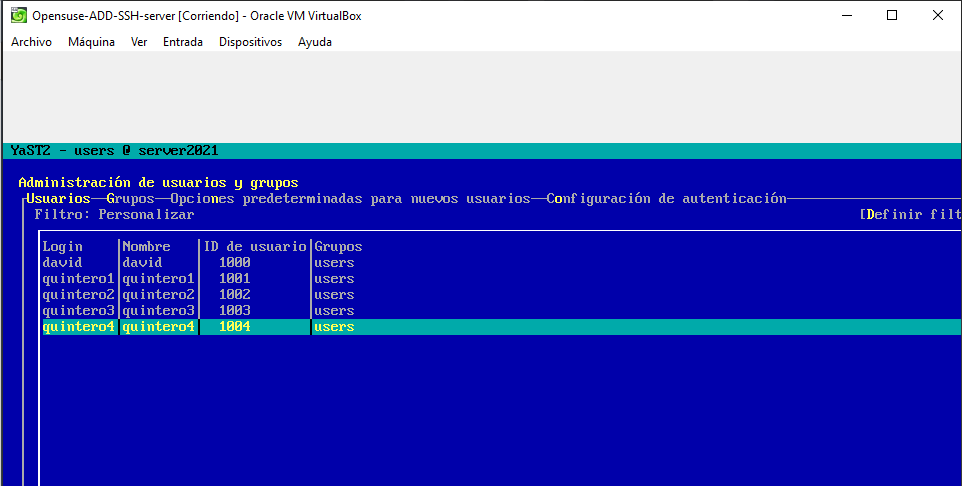 Opensuse-ADD-SSH-server [Corriendo] - Oracle VM VirtualBox
Archivo Máquina Ver Entrada Dispositivos Ayuda
YaST2 - users @ server2021
Administración de usuarios y grupos
Usuarios—Grupos—Opciones predeterminadas para nuevos usuarios—Configuración de autenticación
Filtro: Personalizar [Definir filt
Login |Nombre |ID de usuario|Grupos
david |david | 1000 |users
quintero1|quintero1| 1001 |users
quintero2|quintero2| 1002 |users
quintero3|quintero3| 1003 |users
quintero4|quintero4| 1004 |users